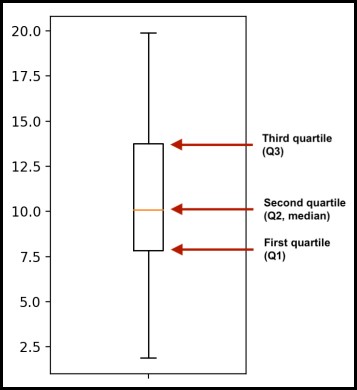 20.0
17.5
15.0
12.5
10.0
7.5
5.0
2.5
Third quartile
(Q3)
Second quartile
(Q2, median)
First quartile
(Q1)